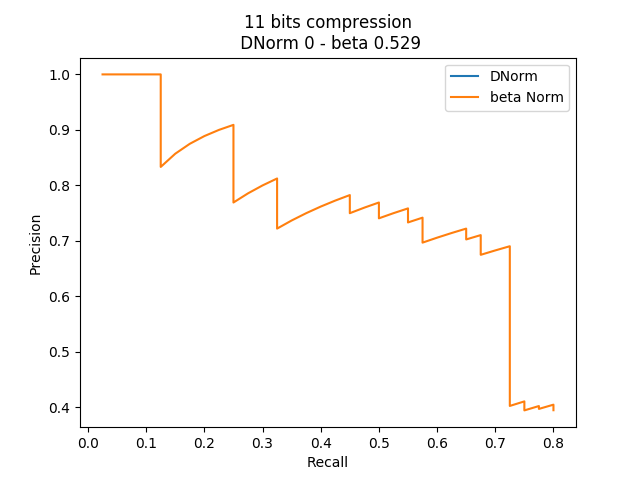 11 bits compression
DNorm 0 - beta 0.529
DNorm
beta Norm
1.0
0.9
0.8
0.7
0.6
0.5
0.4
Precision
0.0 0.1 0.2 0.3 0.4 0.5 0.6 0.7 0.8
Recall